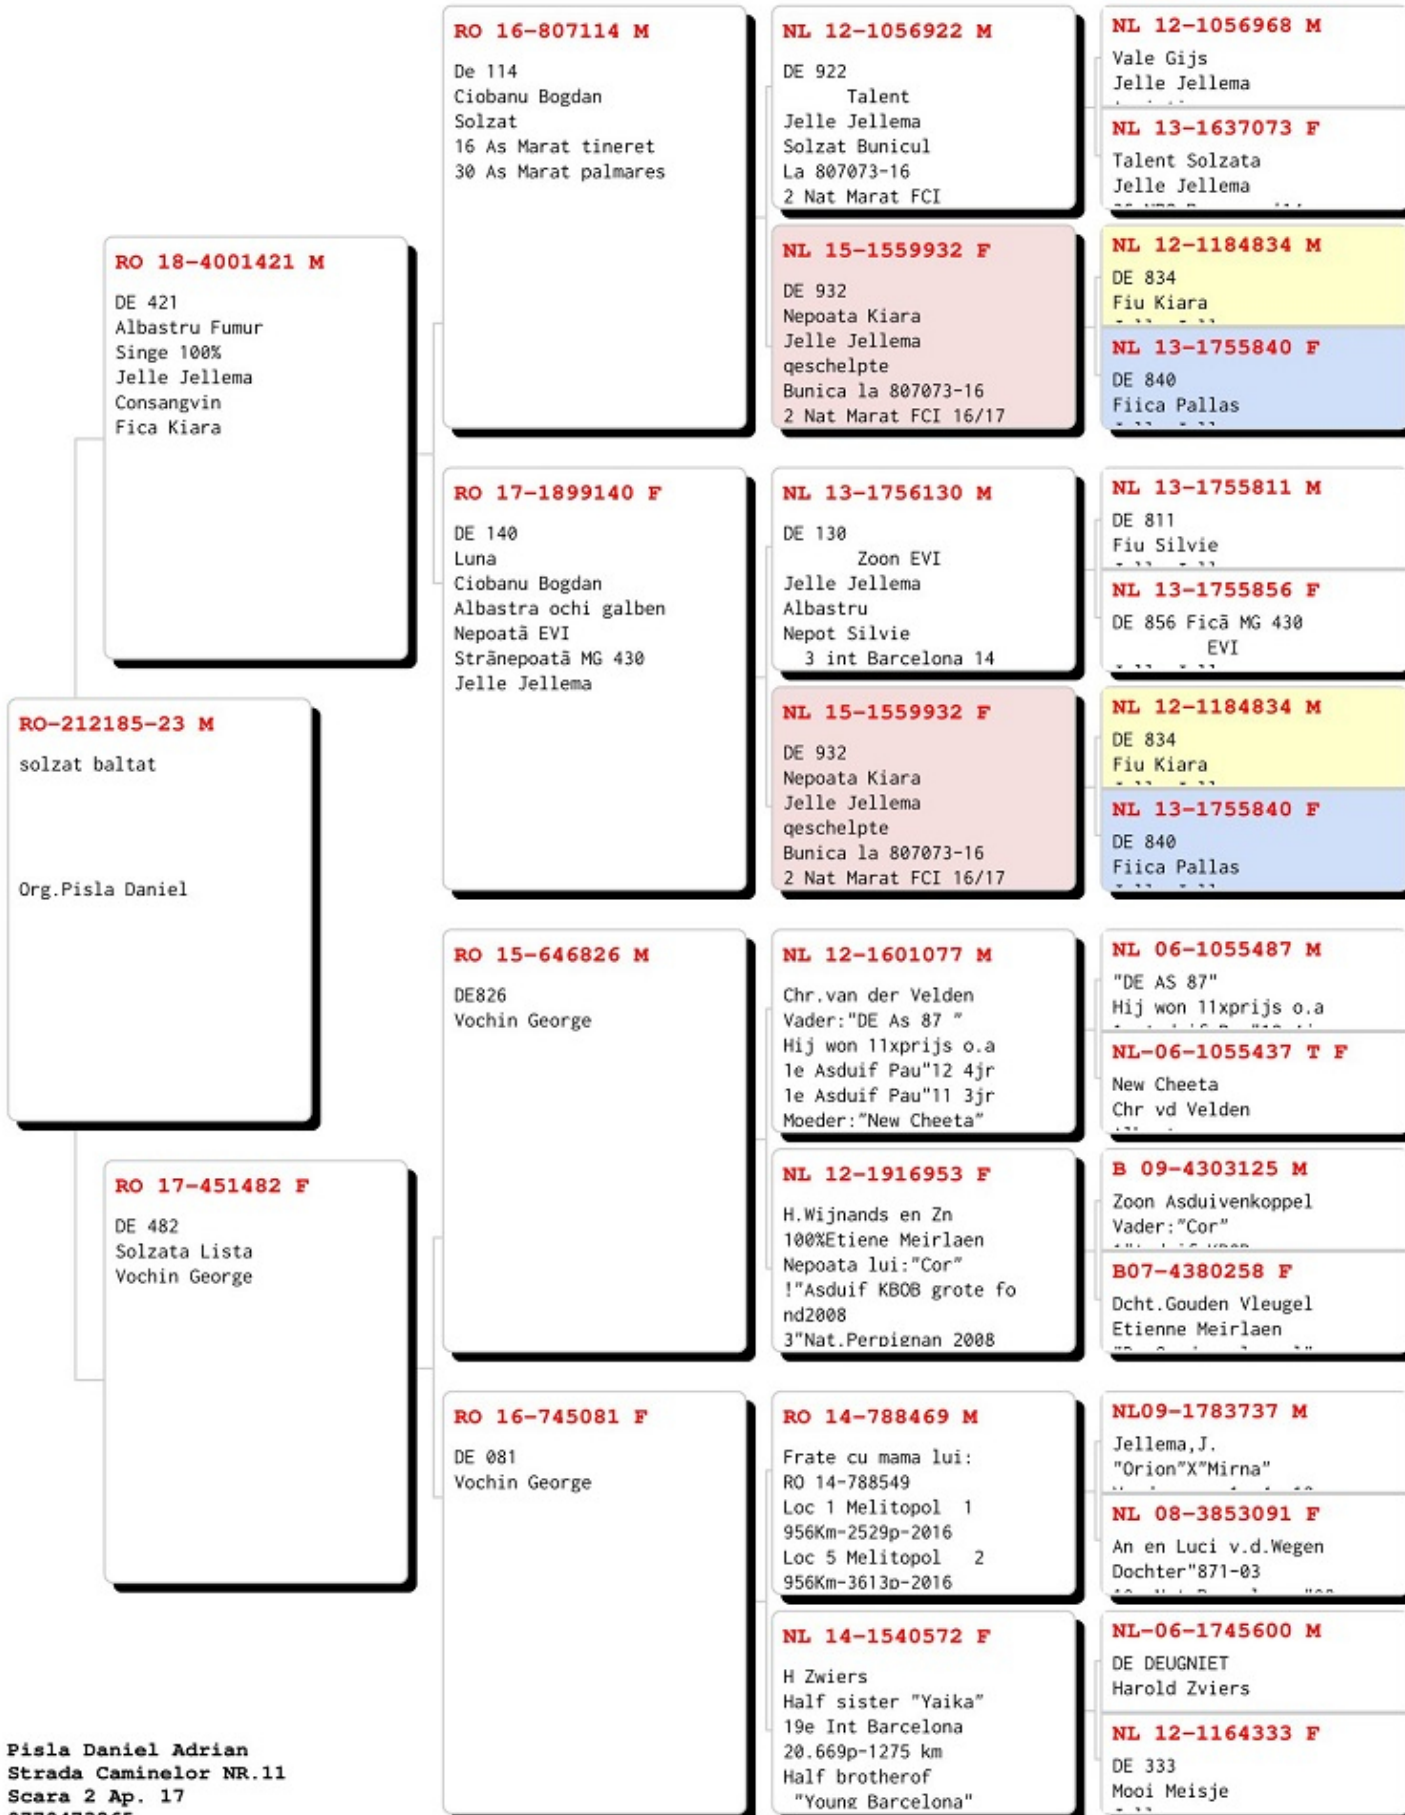 RO-212185-23 M
solzat baltat
Org.Pisla Daniel
RO 18-4001421 M
DE 421
Albastru Fumur
Singe 100%
Jelle Jellema
Consangvin
Fica Kiara
RO 17-451482 F
DE 482
Solzata Lista
Vochin George
RO 16-807114 M
De 114
Ciobanu Bogdan
Solzat
16 As Marat tineret
30 As Marat palmares
RO 17-1899140 F
DE 140
Luna
Ciobanu Bogdan
Albastra ochi galben
Nepoatã EVI
Strãnepoatã MG 430
Jelle Jellema
RO 15-646826 M
DE826
Vochin George
RO 16-745081 F
DE 081
Vochin George
NL 12-1056922 M
DE 922
Talent
Jelle Jellema
Solzat Bunicul
La 807073-16
2 Nat Marat FCI
NL 15-1559932 F
DE 932
Nepoata Kiara
Jelle Jellema
qeschelpte
Bunica la 807073-16
2 Nat Marat FCI 16/17
NL 13-1756130 M
DE 130
Zoon EVI
Jelle Jellema
Albastru
Nepot Silvie
3 int Barcelona 14
NL 15-1559932 F
DE 932
Nepoata Kiara
Jelle Jellema
qeschelpte
Bunica la 807073-16
2 Nat Marat FCI 16/17
NL 12-1601077 M
Chr.van der Velden
Vader:"DE As 87 "
Hij won 11xprijs o.a
1e Asduif Pau"12 4jr
1e Asduif Pau"11 3jr
Moeder:"New Cheeta"
NL 12-1916953 F
H.Wijnands en Zn
100%Etiene Meirlaen
Nepoata lui:"Cor"
!"Asduif KBOB grote fo
nd2008
3"Nat.Perpignan 2008
RO 14-788469 M
Frate cu mama lui:
RO 14-788549
Loc 1 Melitopol 1
956Km-2529p-2016
Loc 5 Melitopol 2
956Km-3613p-2016
NL 14-1540572 F
H Zwiers
Half sister "Yaika"
19e Int Barcelona
20.669p-1275 km
Half brotherof
"Young Barcelona"
NL 12-1056968 M
Vale Gijs
Jelle Jellema
NL 13-1637073 F
Talent Solzata
Jelle Jellema
NL 12-1184834 M
DE 834
Fiu Kiara
NL 13-1755840 F
DE 840
Fiica Pallas
NL 13-1755811 M
DE 811
Fiu Silvie
NL 13-1755856 F
DE 856 Ficã MG 430
EVI
NL 12-1184834 M
DE 834
Fiu Kiara
NL 13-1755840 F
DE 840
Fiica Pallas
NL 06-1055487 M
"DE AS 87"
Hij won 11xprijs o.a
NL-06-1055437 T F
New Cheeta
Chr vd Velden
B 09-4303125 M
Zoon Asduivenkoppel
Vader:"Cor"
B07-4380258 F
Dcht.Gouden Vleugel
Etienne Meirlaen
NL09-1783737 M
Jellema,J.
"Orion"X"Mirna"
NL 08-3853091 F
An en Luci v.d.Wegen
Dochter"871-03
NL-06-1745600 M
DE DEUGNIET
Harold Zviers
NL 12-1164333 F
DE 333
Mooi Meisje
Pisla Daniel Adrian
Strada Caminelor NR.11
Scara 2 Ap. 17